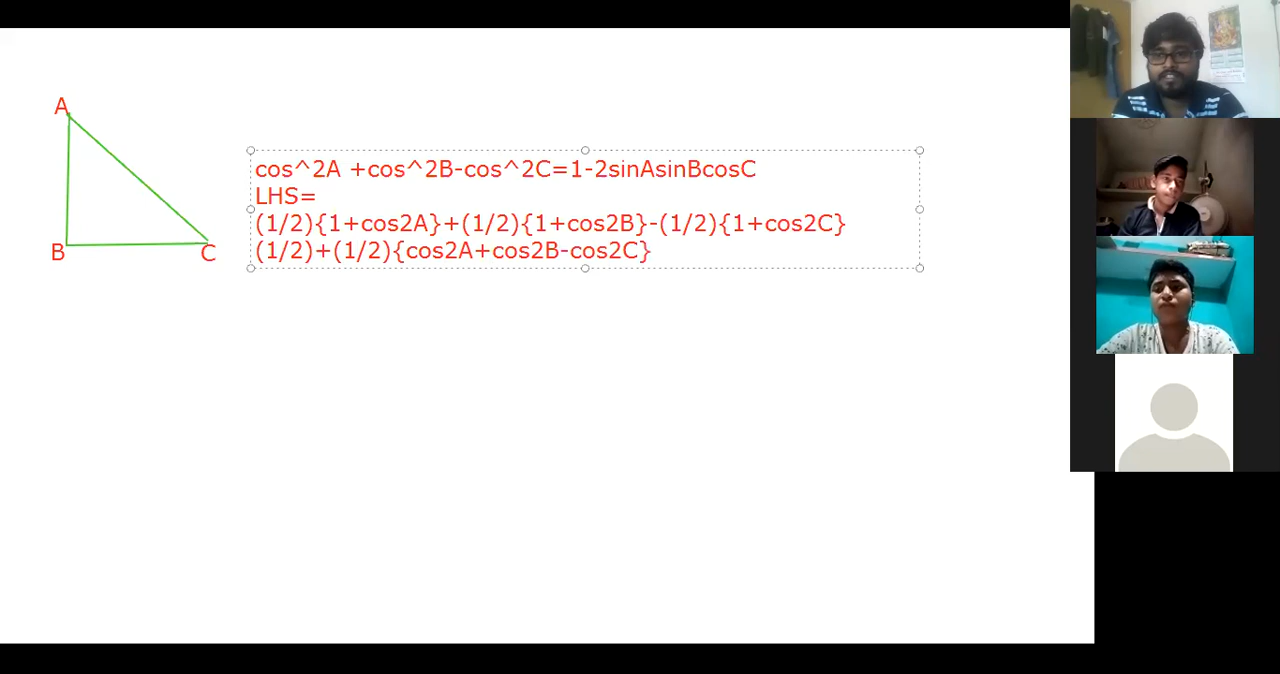 A
B
C
cos^2A +cos^2B-cos^2C=1-2sinAsinBcosC
LHS=
(1/2){1+cos2A}+(1/2){1+cos2B}-(1/2){1+cos2C}
(1/2)+(1/2){cos2A+cos2B-cos2C}